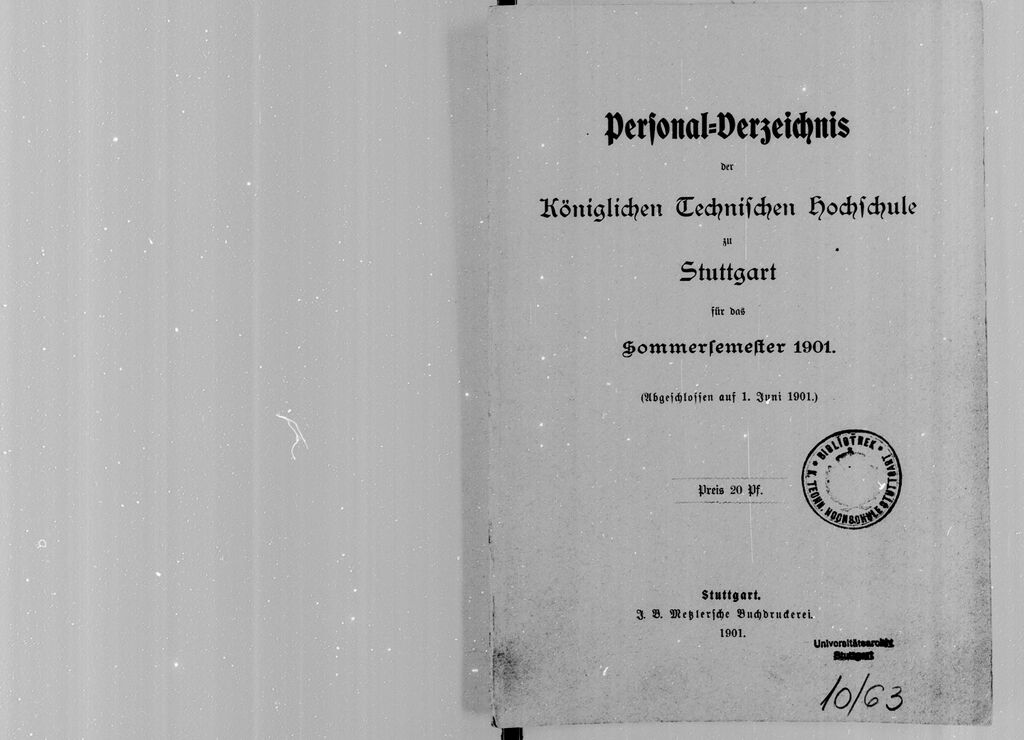 Personal-Verzeichnis
der
Königlichen Technischen Hochschule
zu
Stuttgart
für das
Sommersemester 1901.
(Abgeschlossen auf 1. Juni 1901.)
Preis 20 Pf.
BIBLIOTHEK
K. TECHN. HOCHSCHULE STUTTGART
Stuttgart.
J. B. Metzlersche Buchdruckerei.
1901.
Universitätsarchiv
Stuttgart
10/63